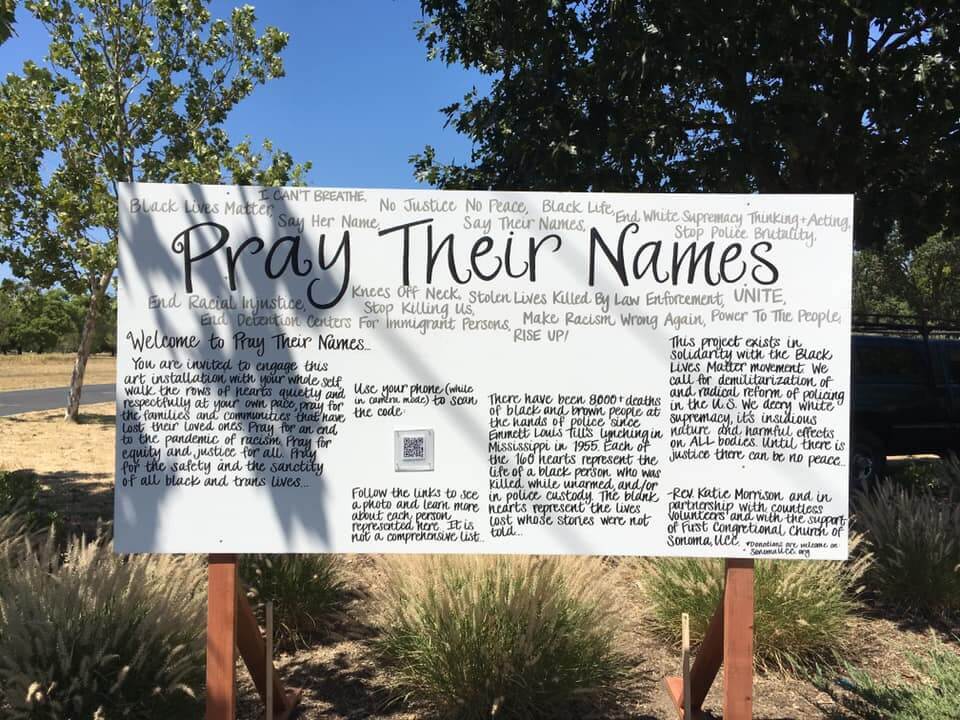 I CAN'T BREATHE,
Black Lives Matter,
No Justice No Peace,
Black Life,
End White Supremacy Thinking + Acting,
Say Her Name,
Say Their Names,
Stop Police Brutality,
Pray Their Names
End Racial Injustice,
Knees Off Neck,
Stolen Lives Killed By Law Enforcement,
UNITE,
Stop Killing Us,
End Detention Centers For Immigrant Persons,
Make Racism Wrong Again,
Power To The People,
RISE UP!
Welcome to Pray Their Names...
You are invited to engage this
art installation with your whole self,
walk the rows of hearts quietly and
respectfully at your own pace, pray for
the families and communities that have
lost their loved ones. Pray for an end
to the pandemic of racism. Pray for
equity and justice for all. Pray
for the safety and the sanctity
of all black and trans lives...
Use your phone (while
in camera mode) to scan
the code:
Follow the links to see
a photo and learn more
about each person
represented here. It is
not a comprehensive list...
There have been 8000+ deaths
of black and brown people at
the hands of police since
Emmett Louis Till's lynching in
Mississippi in 1955. Each of
the 160 hearts represent the
life of a black person who was
killed while unarmed and/or
in police custody. The blank
hearts represent the lives
lost whose stories were not
told...
This project exists in
solidarity with the Black
Lives Matter movement. We
call for demilitarization of
and radical reform of policing
in the U.S. We decry white
supremacy, it's insidious
nature and harmful effects
on ALL bodies. Until there is
justice there can be no peace...
-Rev. Katie Morrison and in
partnership with countless
volunteers and with the support
of First Congretional Church of
Sonoma, UCC.
*Donations are welcome on
SonomaUCC.org